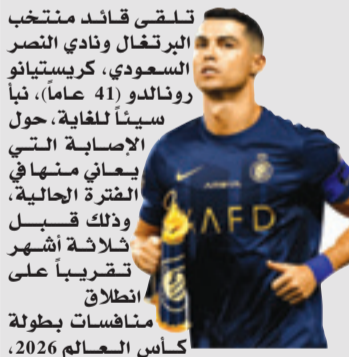 تلقى قائد منتخب
البرتغال ونادي النصر
السعودي، كريستيانو
رونالدو (41 عاماً)، نبأ
سيئاً للغاية، حول
الإصابة التي
يعاني منها في
الفترة الحالية،
وذلك قبل
ثلاثة أشهر
تقريباً على
انطلاق
منافسات بطولة
كأس العالم 2026،
KAFD